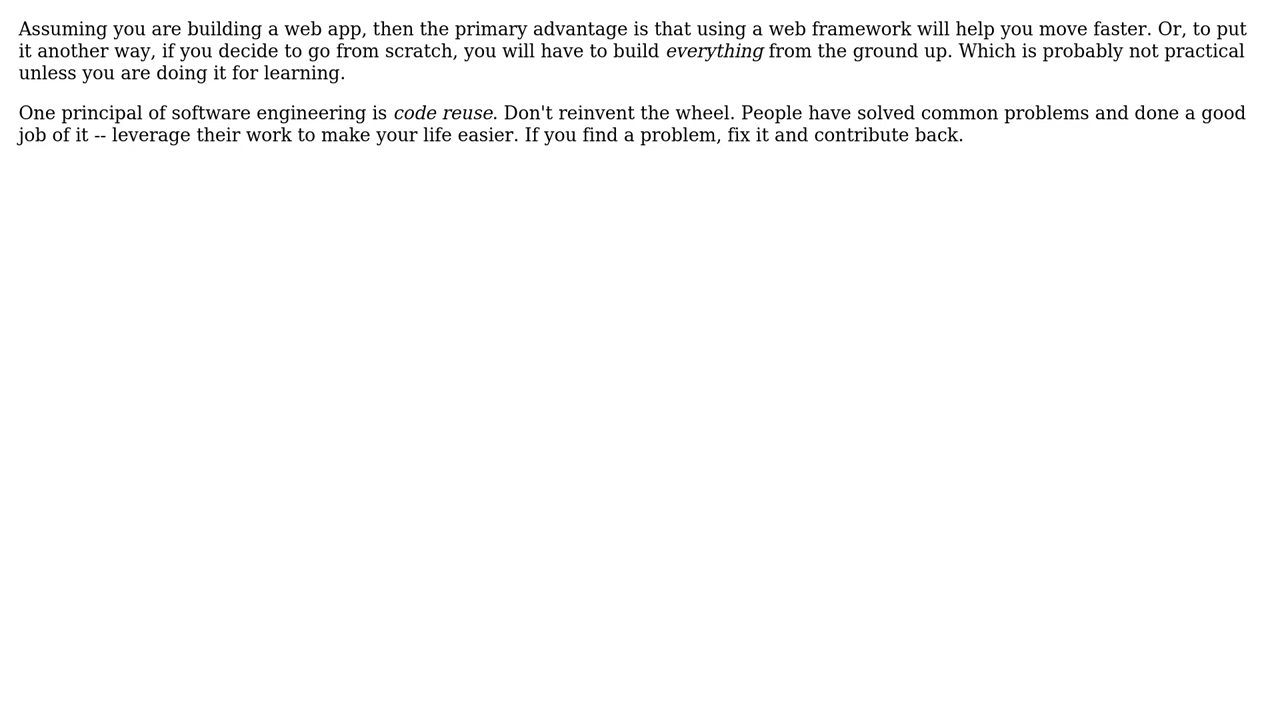 Assuming you are building a web app, then the primary advantage is that using a web framework will help you move faster. Or, to put
it another way, if you decide to go from scratch, you will have to build everything from the ground up. Which is probably not practical
unless you are doing it for learning.
One principal of software engineering is code reuse. Don't reinvent the wheel. People have solved common problems and done a good
job of it -- leverage their work to make your life easier. If you find a problem, fix it and contribute back.